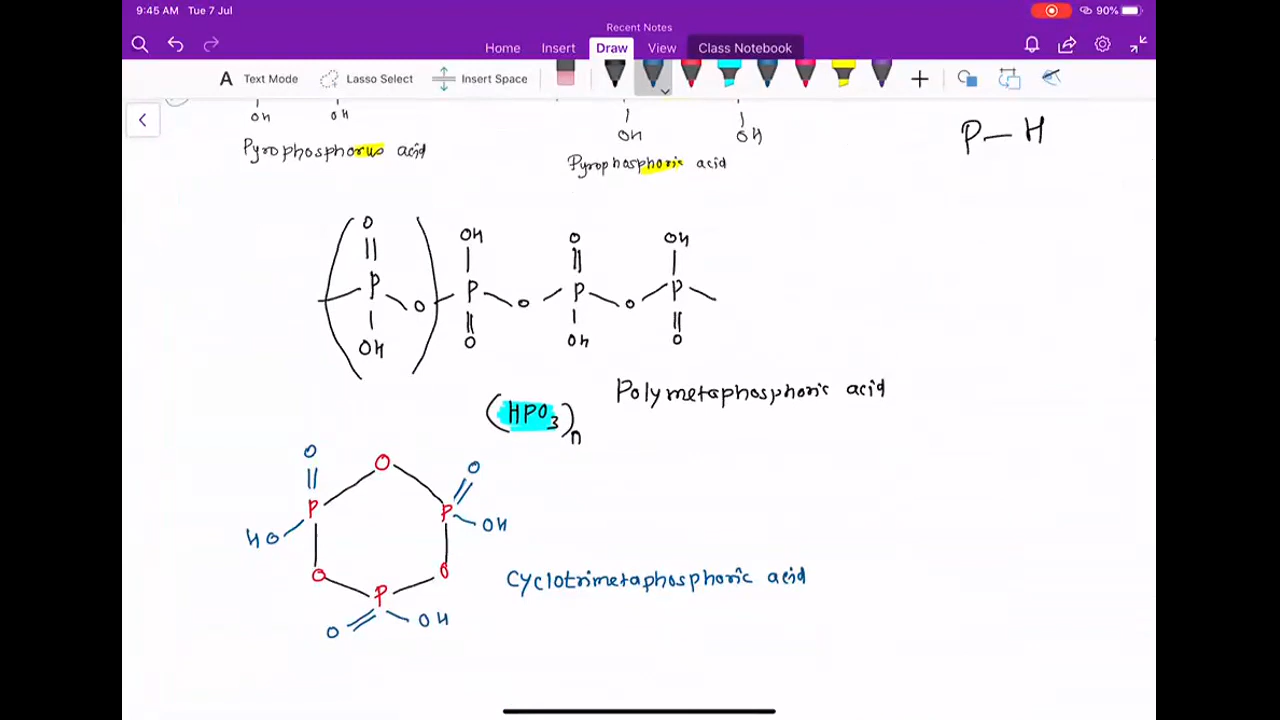 9:45 AM Tue 7 Jul
90%
Recent Notes
Home Insert Draw View Class Notebook
A Text Mode Lasso Select Insert Space
OH OH
OH OH
P—H
Pyrophosphorus acid
Pyrophosphoric acid
O OH O OH
P O P O P O P
OH O OH O
Polymetaphosphoric acid
(HPO3)n
O O O
P P
HO OH
O O
Cyclotrimetaphosphoric acid
P
O OH